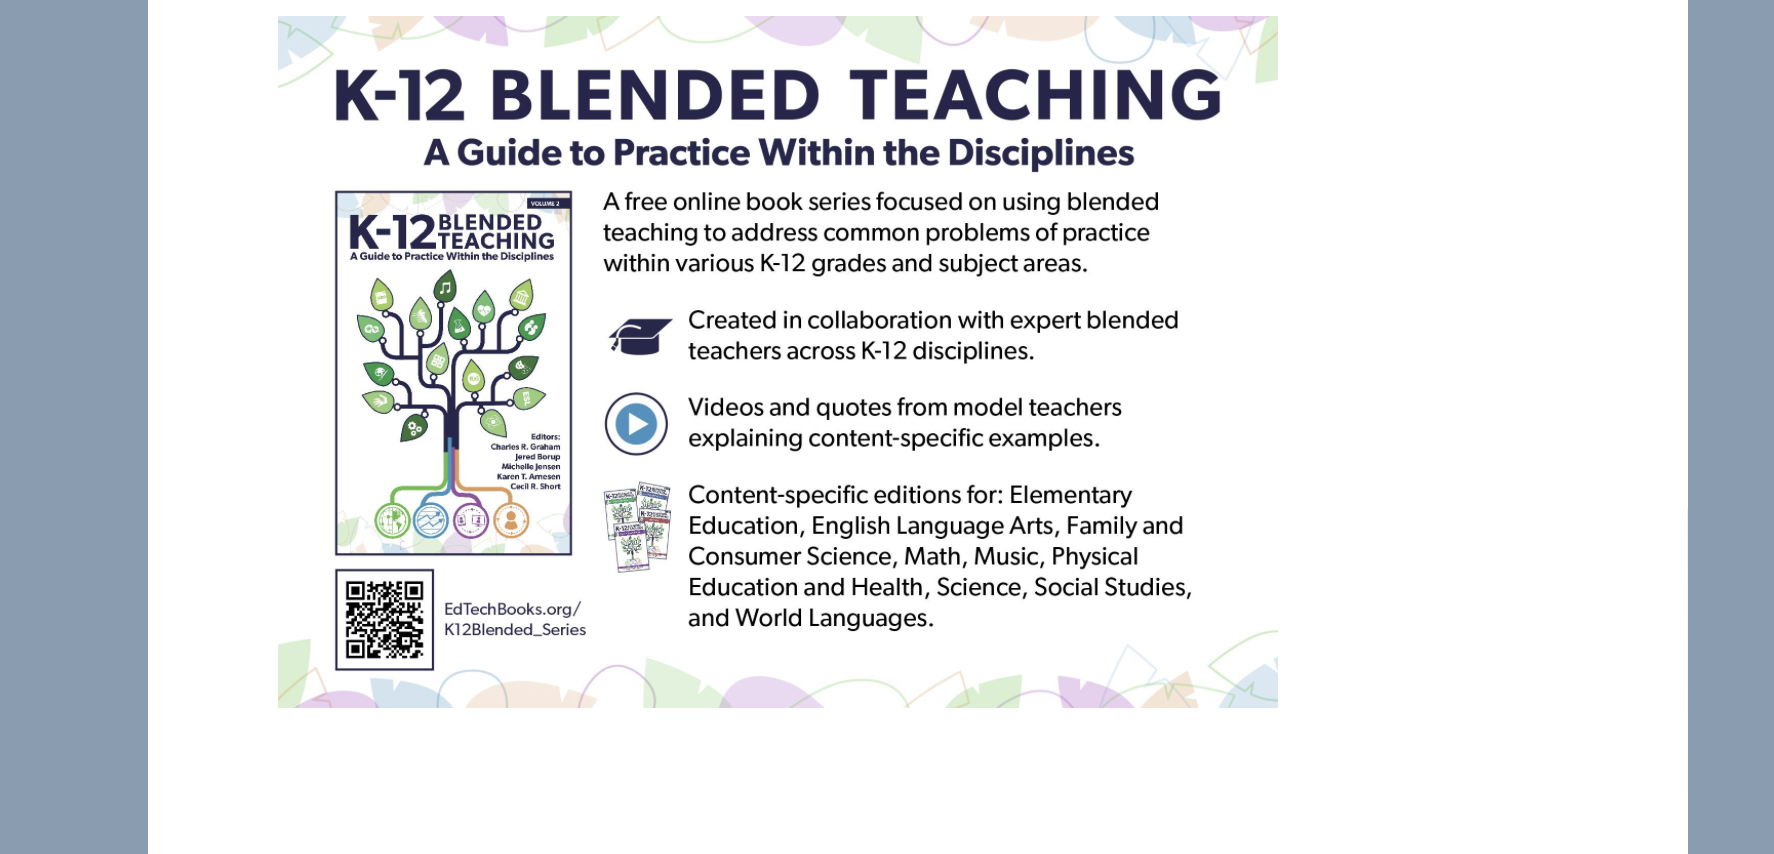 K-12 BLENDED TEACHING
A Guide to Practice Within the Disciplines
VOLUME 2
K-12 BLENDED
TEACHING
A Guide to Practice Within the Disciplines
Editors:
Charles R. Graham
Jered Borup
Michelle Jensen
Karen T. Arnesen
Cecil R. Short
EdTechBooks.org/
K12Blended_Series
A free online book series focused on using blended
teaching to address common problems of practice
within various K-12 grades and subject areas.
Created in collaboration with expert blended
teachers across K-12 disciplines.
Videos and quotes from model teachers
explaining content-specific examples.
Content-specific editions for: Elementary
Education, English Language Arts, Family and
Consumer Science, Math, Music, Physical
Education and Health, Science, Social Studies,
and World Languages.